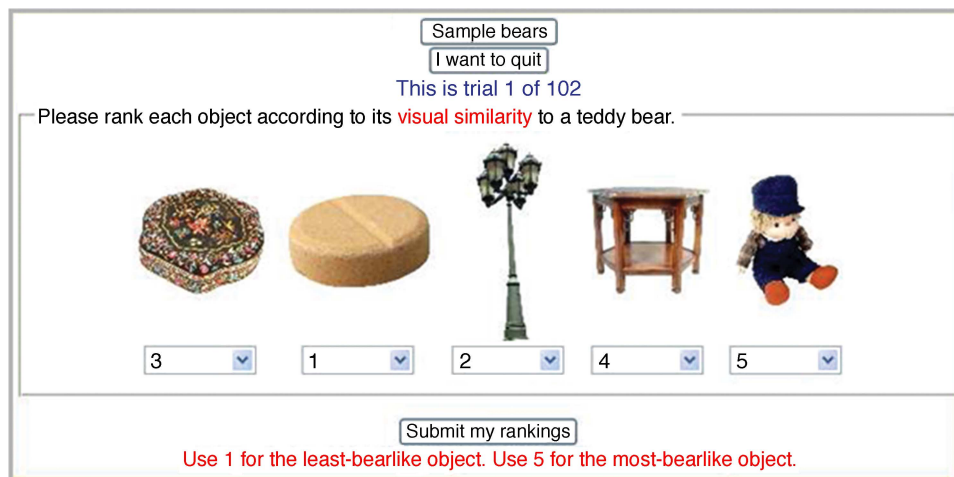 Sample bears
I want to quit
This is trial 1 of 102
Please rank each object according to its visual similarity to a teddy bear.
3 1 2 4 5
Submit my rankings
Use 1 for the least-bearlike object. Use 5 for the most-bearlike object.